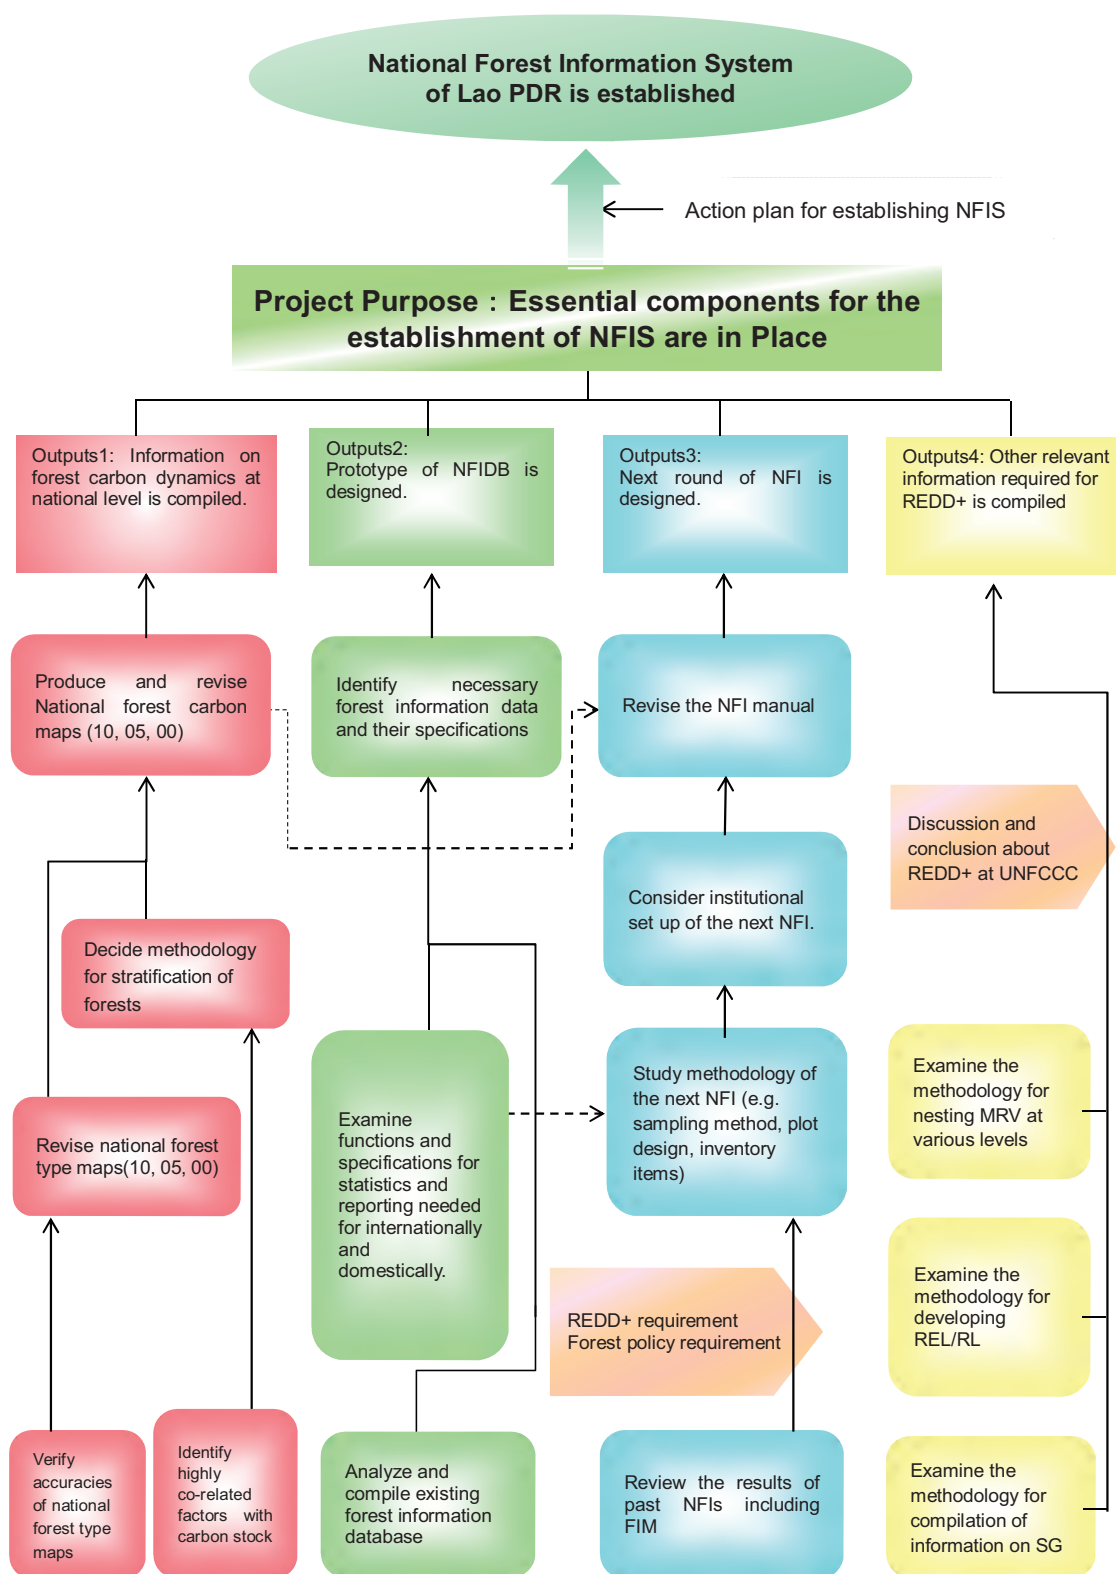 National Forest Information System
of Lao PDR is established
Action plan for establishing NFIS
Project Purpose : Essential components for the
establishment of NFIS are in Place
Outputs1: Information on
forest carbon dynamics at
national level is compiled.
Outputs2:
Prototype of NFIDB is
designed.
Outputs3:
Next round of NFI is
designed.
Outputs4: Other relevant
information required for
REDD+ is compiled
Produce and revise
National forest carbon
maps (10, 05, 00)
Identify necessary
forest information data
and their specifications
Revise the NFI manual
Discussion and
conclusion about
REDD+ at UNFCCC
Consider institutional
set up of the next NFI.
Decide methodology
for stratification of
forests
Examine
functions and
specifications for
statistics and
reporting needed
for internationally
and
domestically.
Study methodology of
the next NFI (e.g.
sampling method, plot
design, inventory
items)
Examine the
methodology for
nesting MRV at
various levels
Revise national forest
type maps(10, 05, 00)
Examine the
methodology for
developing
REL/RL
REDD+ requirement
Forest policy requirement
Verify
accuracies
of national
forest type
maps
Identify
highly
co-related
factors with
carbon stock
Analyze and
compile existing
forest information
database
Review the results of
past NFIs including
FIM
Examine the
methodology for
compilation of
information on SG